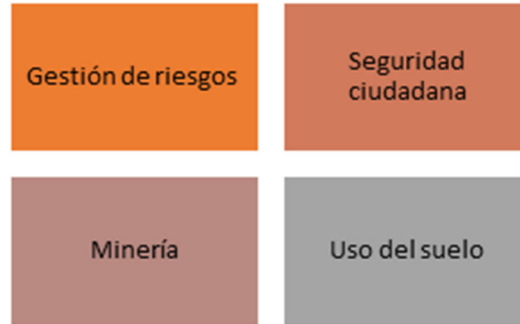 Gestión de riesgos
Seguridad
ciudadana
Minería
Uso del suelo